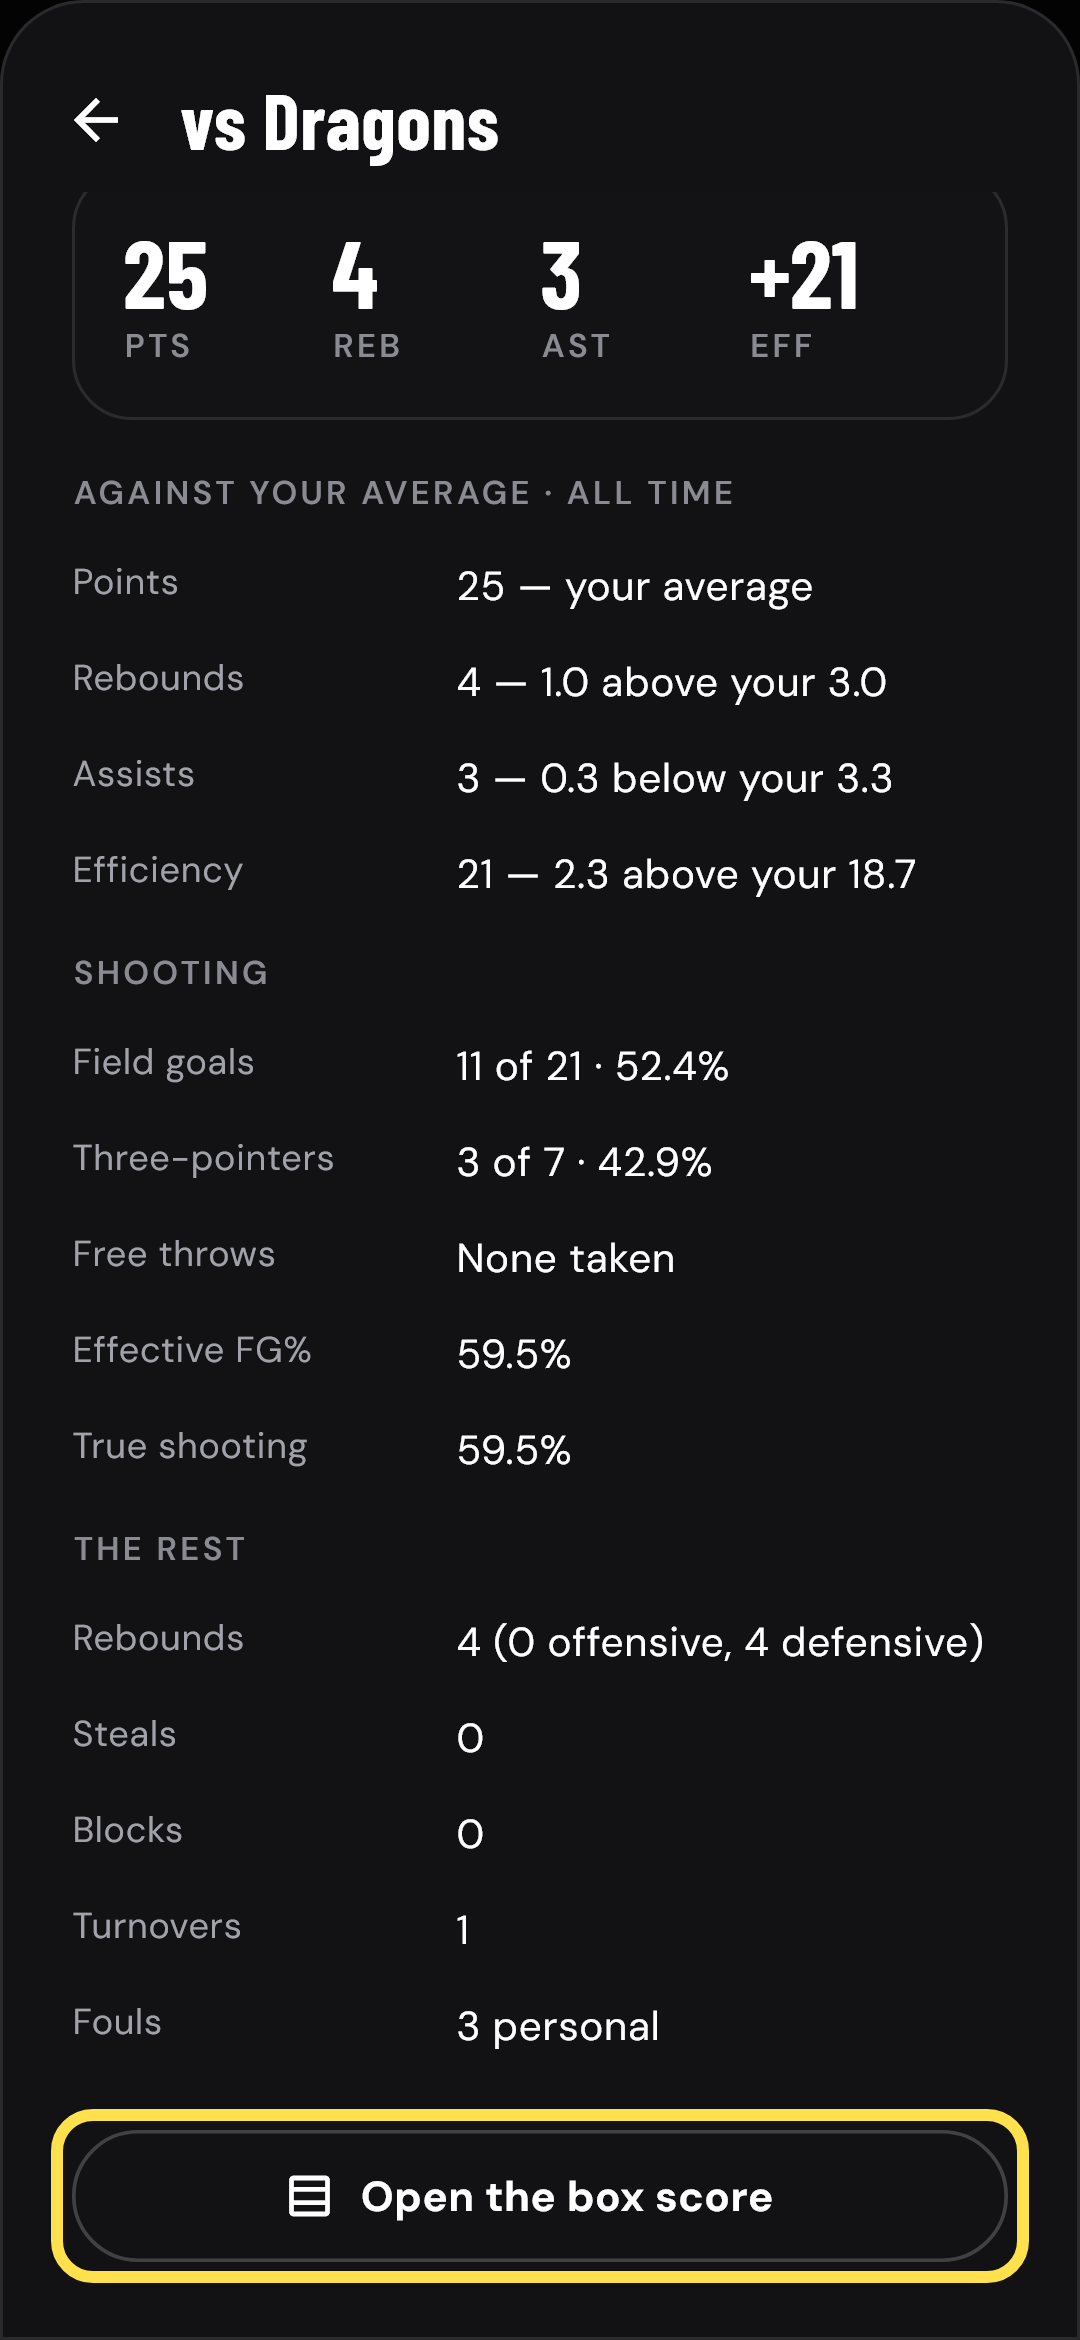 vs Dragons
25 4 3 +21
PTS REB AST EFF
AGAINST YOUR AVERAGE · ALL TIME
Points 25 — your average
Rebounds 4 — 1.0 above your 3.0
Assists 3 — 0.3 below your 3.3
Efficiency 21 — 2.3 above your 18.7
SHOOTING
Field goals 11 of 21 · 52.4%
Three-pointers 3 of 7 · 42.9%
Free throws None taken
Effective FG% 59.5%
True shooting 59.5%
THE REST
Rebounds 4 (0 offensive, 4 defensive)
Steals 0
Blocks 0
Turnovers 1
Fouls 3 personal
Open the box score